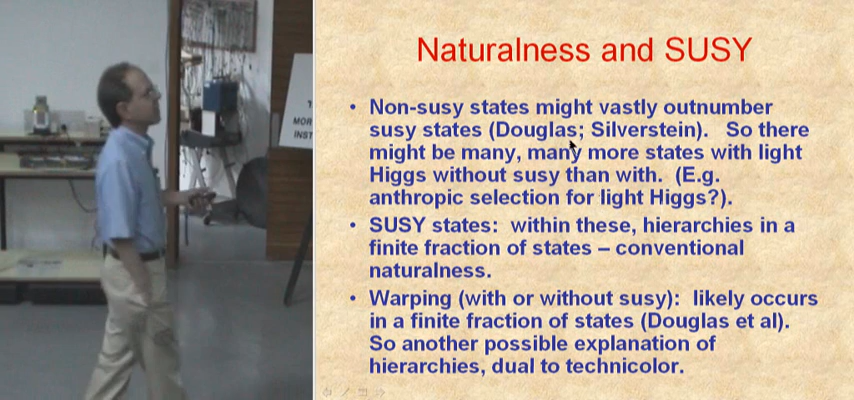 Naturalness and SUSY
• Non-susy states might vastly outnumber
susy states (Douglas; Silverstein). So there
might be many, many more states with light
Higgs without susy than with. (E.g.
anthropic selection for light Higgs?).
• SUSY states: within these, hierarchies in a
finite fraction of states – conventional
naturalness.
• Warping (with or without susy): likely occurs
in a finite fraction of states (Douglas et al).
So another possible explanation of
hierarchies, dual to technicolor.
MOR
INST